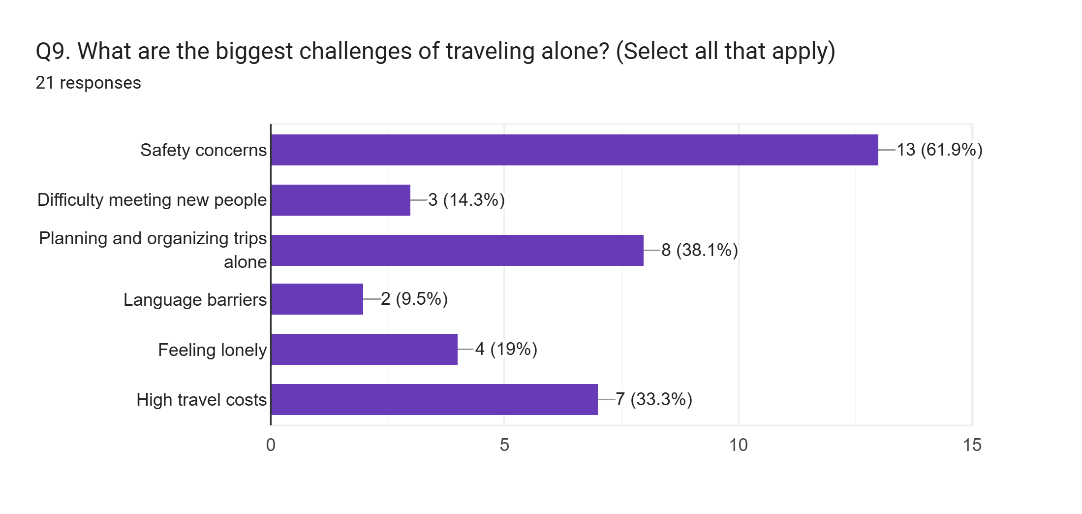 Q9. What are the biggest challenges of traveling alone? (Select all that apply)
21 responses
Safety concerns
13 (61.9%)
Difficulty meeting new people
3 (14.3%)
Planning and organizing trips
alone
8 (38.1%)
Language barriers
2 (9.5%)
Feeling lonely
4 (19%)
High travel costs
7 (33.3%)
0
5
10
15